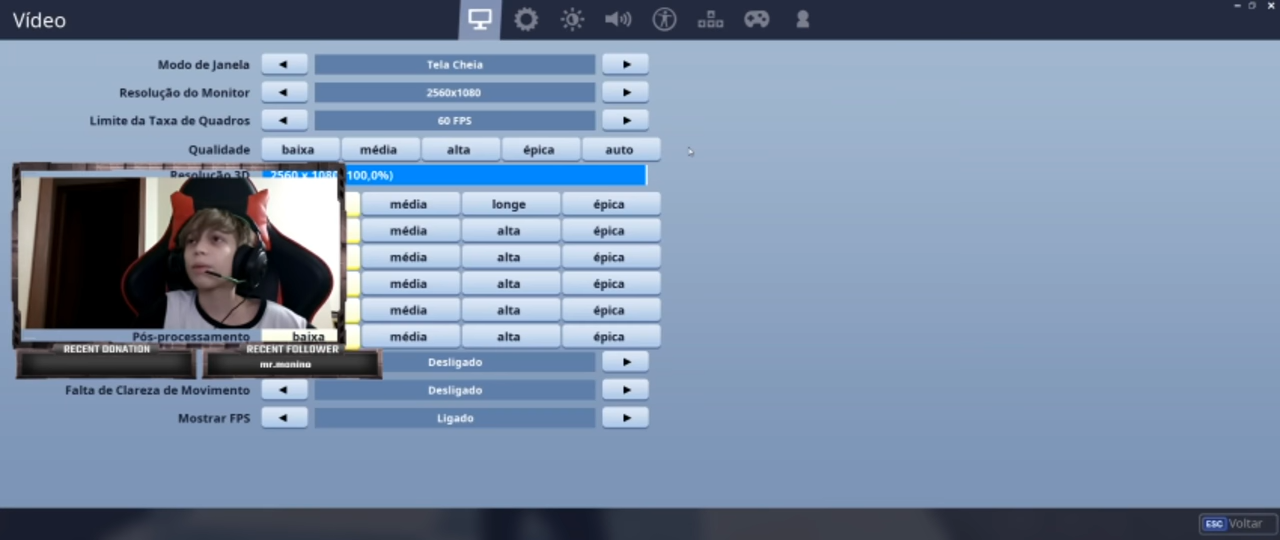 Vídeo
Modo de Janela
Tela Cheia
Resolução do Monitor
2560x1080
Limite da Taxa de Quadros
60 FPS
Qualidade baixa média alta épica auto
Resolução 3D 2560 x 1080 100,0%)
média longe épica
média alta épica
média alta épica
média alta épica
média alta épica
Pós-processamento baixa média alta épica
RECENT DONATION
RECENT FOLLOWER
mr.monino
Desligado
Falta de Clareza de Movimento
Desligado
Mostrar FPS
Ligado
ESC Voltar